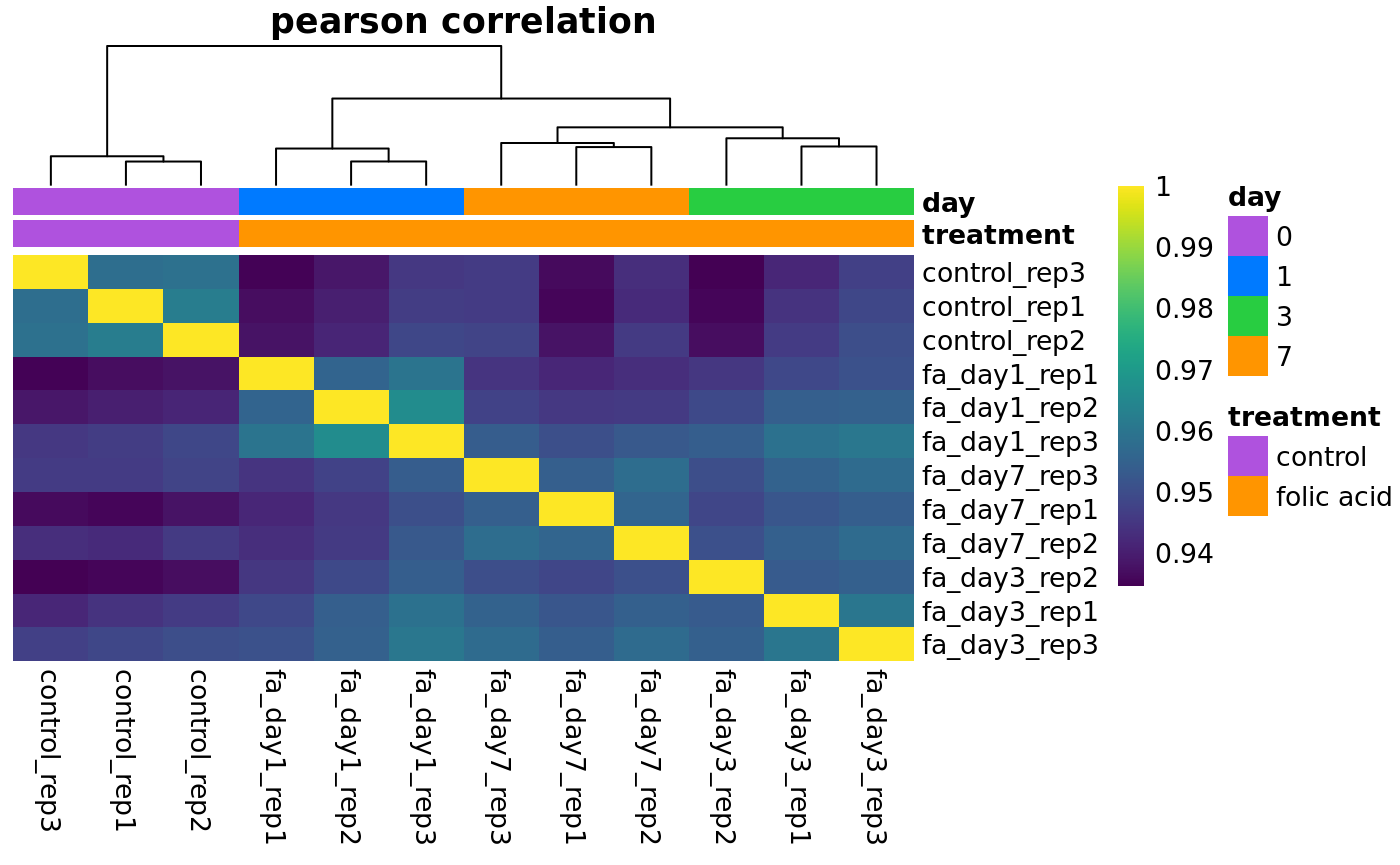 pearson correlation
day
treatment
control_rep3
control_rep1
control_rep2
fa_day1_rep1
fa_day1_rep2
fa_day1_rep3
fa_day7_rep3
fa_day7_rep1
fa_day7_rep2
fa_day3_rep2
fa_day3_rep1
fa_day3_rep3
control_rep3
control_rep1
control_rep2
fa_day1_rep1
fa_day1_rep2
fa_day1_rep3
fa_day7_rep3
fa_day7_rep1
fa_day7_rep2
fa_day3_rep2
fa_day3_rep1
fa_day3_rep3
1
0.99
0.98
0.97
0.96
0.95
0.94
day
0
1
3
7
treatment
control
folic acid